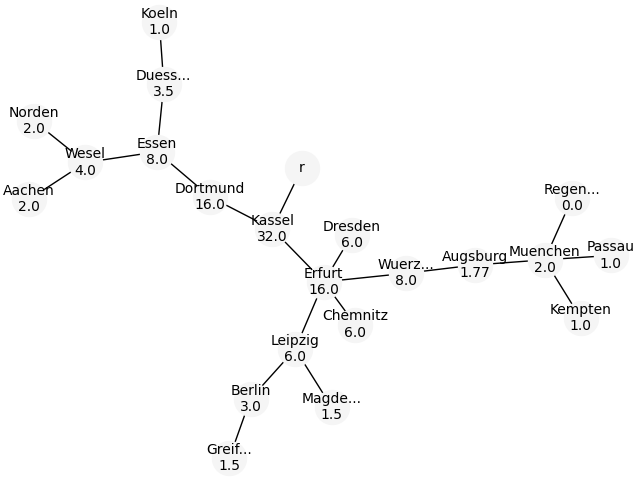 Koeln
1.0
Duess...
3.5
Norden
2.0
Essen
8.0
Wesel
4.0
r
Aachen
2.0
Dortmund
16.0
Regen...
0.0
Kassel
32.0
Dresden
6.0
Passau
1.0
Muenchen
2.0
Augsburg
1.77
Wuerz...
8.0
Erfurt
16.0
Kempten
1.0
Chemnitz
6.0
Leipzig
6.0
Berlin
3.0
Magde...
1.5
Greif...
1.5